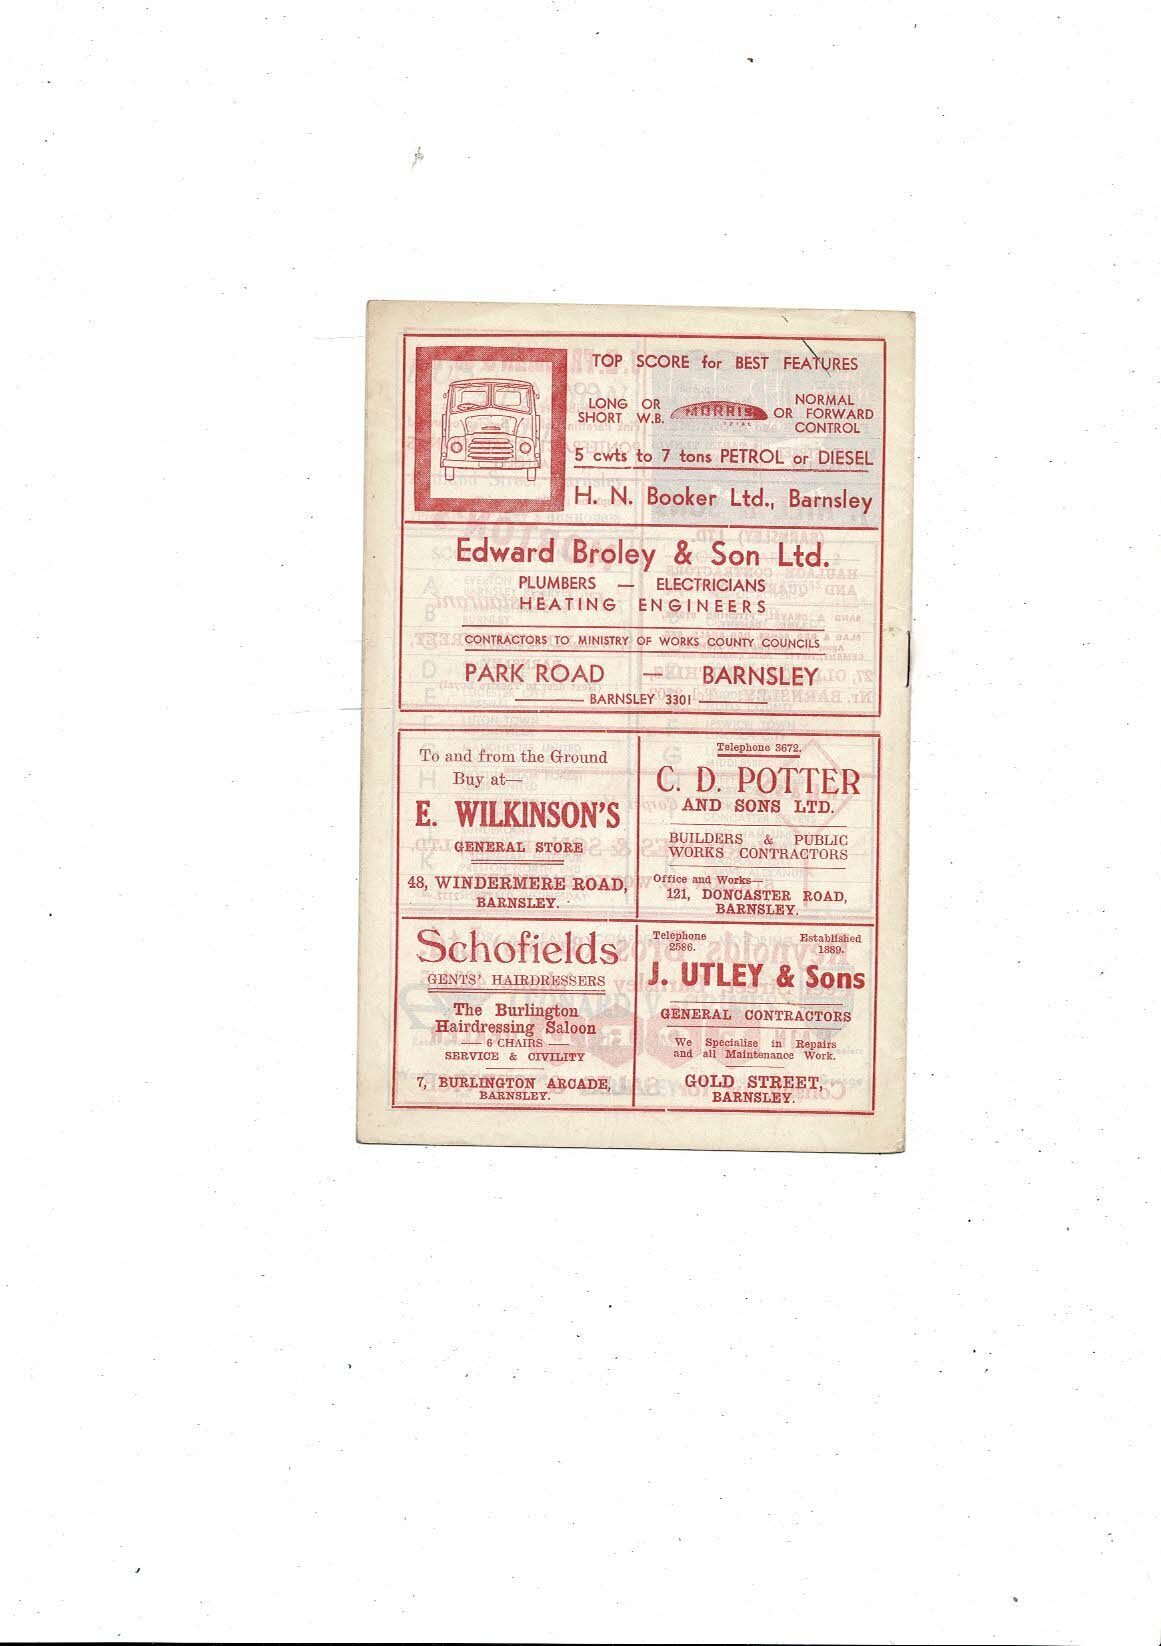 TOP SCORE for BEST FEATURES
LONG OR
SHORT W.B.
MORRIS
NORMAL
OR FORWARD
CONTROL
5 cwts to 7 tons PETROL or DIESEL
H. N. Booker Ltd., Barnsley
Edward Broley & Son Ltd.
PLUMBERS — ELECTRICIANS
HEATING ENGINEERS
CONTRACTORS TO MINISTRY OF WORKS COUNTY COUNCILS
PARK ROAD — BARNSLEY
BARNSLEY 3301
To and from the Ground
Buy at—
E. WILKINSON'S
GENERAL STORE
48, WINDERMERE ROAD,
BARNSLEY.
Telephone 3672.
C. D. POTTER
AND SONS LTD.
BUILDERS & PUBLIC
WORKS CONTRACTORS
Office and Works—
121, DONCASTER ROAD,
BARNSLEY.
Schofields
GENTS' HAIRDRESSERS
The Burlington
Hairdressing Saloon
— 6 CHAIRS —
SERVICE & CIVILITY
7, BURLINGTON ARCADE,
BARNSLEY.
Telephone
2586.
Established
1889.
J. UTLEY & Sons
GENERAL CONTRACTORS
We Specialise in Repairs
and all Maintenance Work.
GOLD STREET,
BARNSLEY.